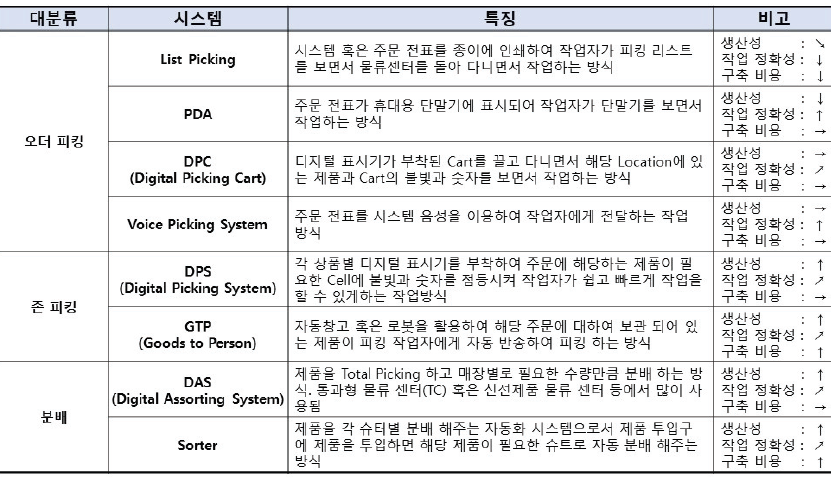 대분류 시스템 특징 비고
오더 피킹
List Picking
시스템 혹은 주문 전표를 종이에 인쇄하여 작업자가 피킹 리스트
를 보면서 물류센터를 돌아 다니면서 작업하는 방식
생산성 : ↘
작업 정확성 : ↓
구축 비용 : ↓
PDA
주문 전표가 휴대용 단말기에 표시되어 작업자가 단말기를 보면서
작업하는 방식
생산성 : ↓
작업 정확성 : ↑
구축 비용 : →
DPC
(Digital Picking Cart)
디지털 표시기가 부착된 Cart를 끌고 다니면서 해당 Location에 있
는 제품과 Cart의 불빛과 숫자를 보면서 작업하는 방식
생산성 : →
작업 정확성 : ↗
구축 비용 : →
Voice Picking System
주문 전표를 시스템 음성을 이용하여 작업자에게 전달하는 작업
방식
생산성 : →
작업 정확성 : ↑
구축 비용 : →
존 피킹
DPS
(Digital Picking System)
각 상품별 디지털 표시기를 부착하여 주문에 해당하는 제품이 필
요한 Cell에 불빛과 숫자를 점등시켜 작업자가 쉽고 빠르게 작업을
할 수 있게하는 작업방식
생산성 : ↑
작업 정확성 : ↗
구축 비용 : →
GTP
(Goods to Person)
자동창고 혹은 로봇을 활용하여 해당 주문에 대하여 보관 되어 있
는 제품이 피킹 작업자에게 자동 반송하여 피킹 하는 방식
생산성 : ↑
작업 정확성 : ↗
구축 비용 : ↑
분배
DAS
(Digital Assorting System)
제품을 Total Picking 하고 매장별로 필요한 수량만큼 분배 하는 방
식. 통과형 물류 센터(TC) 혹은 신선제품 물류 센터 등에서 많이 사
용됨
생산성 : ↑
작업 정확성 : ↗
구축 비용 : →
Sorter
제품을 각 슈터별 분배 해주는 자동화 시스템으로서 제품 투입구
에 제품을 투입하면 해당 제품이 필요한 슈트로 자동 분배 해주는
방식
생산성 : ↑
작업 정확성 : ↗
구축 비용 : ↑